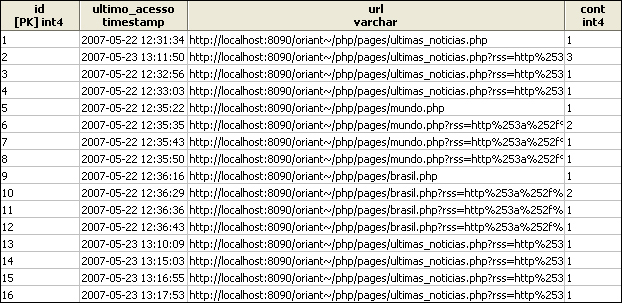 id ultimo_acesso url cont
[PK] int4 timestamp varchar int4
1 2007-05-22 12:31:34 http://localhost:8090/oriant~/php/pages/ultimas_noticias.php 1
2 2007-05-23 13:11:50 http://localhost:8090/oriant~/php/pages/ultimas_noticias.php?rss=http%253 3
3 2007-05-22 12:32:56 http://localhost:8090/oriant~/php/pages/ultimas_noticias.php?rss=http%253 1
4 2007-05-22 12:33:03 http://localhost:8090/oriant~/php/pages/ultimas_noticias.php?rss=http%253 1
5 2007-05-22 12:35:22 http://localhost:8090/oriant~/php/pages/mundo.php 1
6 2007-05-22 12:35:35 http://localhost:8090/oriant~/php/pages/mundo.php?rss=http%253a%252f% 2
7 2007-05-22 12:35:43 http://localhost:8090/oriant~/php/pages/mundo.php?rss=http%253a%252f% 1
8 2007-05-22 12:35:50 http://localhost:8090/oriant~/php/pages/mundo.php?rss=http%253a%252f% 1
9 2007-05-22 12:36:16 http://localhost:8090/oriant~/php/pages/brasil.php 1
10 2007-05-22 12:36:29 http://localhost:8090/oriant~/php/pages/brasil.php?rss=http%253a%252f% 2
11 2007-05-22 12:36:36 http://localhost:8090/oriant~/php/pages/brasil.php?rss=http%253a%252f% 1
12 2007-05-22 12:36:43 http://localhost:8090/oriant~/php/pages/brasil.php?rss=http%253a%252f% 1
13 2007-05-23 13:10:09 http://localhost:8090/oriant~/php/pages/ultimas_noticias.php?rss=http%253 1
14 2007-05-23 13:15:03 http://localhost:8090/oriant~/php/pages/ultimas_noticias.php?rss=http%253 1
15 2007-05-23 13:16:55 http://localhost:8090/oriant~/php/pages/ultimas_noticias.php?rss=http%253 1
16 2007-05-23 13:17:53 http://localhost:8090/oriant~/php/pages/ultimas_noticias.php?rss=http%253 1